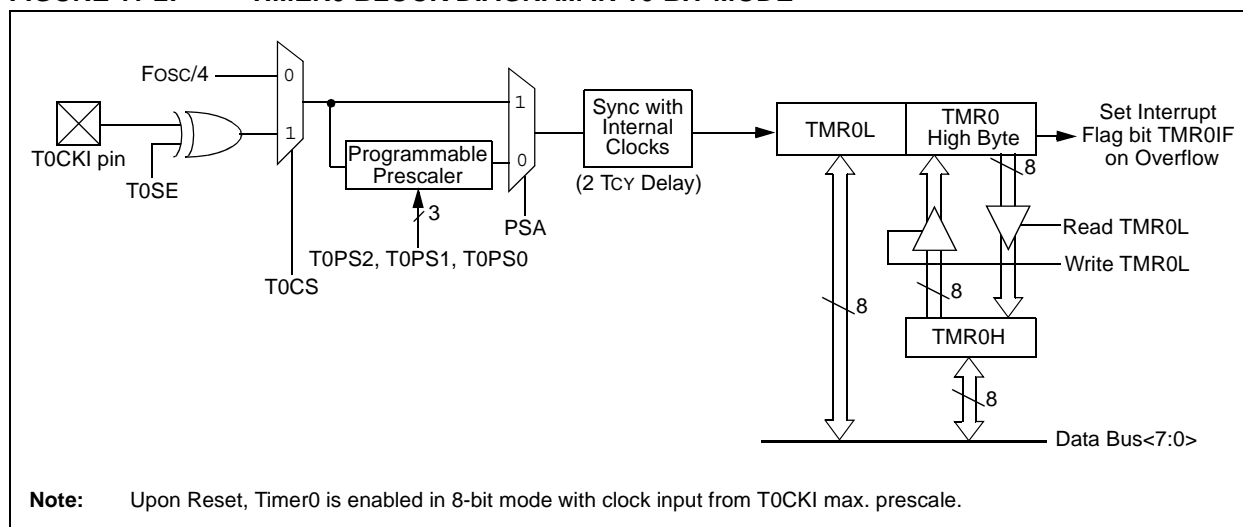 Fosc/4
0
1
T0CKI pin
T0SE
T0CS
Programmable
Prescaler
3
T0PS2, T0PS1, T0PS0
1
0
PSA
Sync with
Internal
Clocks
(2 TCY Delay)
TMR0L
TMR0
High Byte
Set Interrupt
Flag bit TMR0IF
on Overflow
8
Read TMR0L
Write TMR0L
8
8
TMR0H
8
Data Bus<7:0>
Note: Upon Reset, Timer0 is enabled in 8-bit mode with clock input from T0CKI max. prescale.